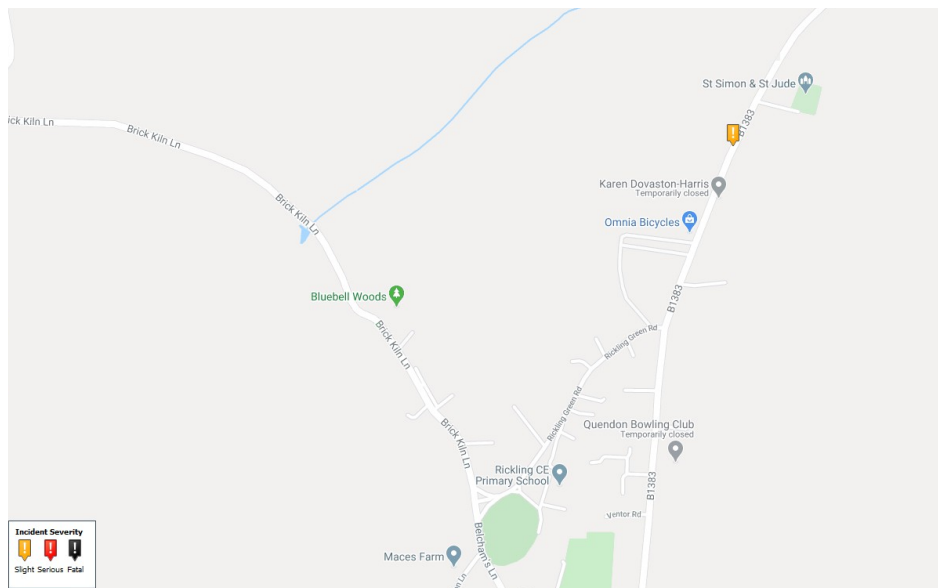 St Simon & St Jude
B1383
ick Kiln Ln
Brick Kiln Ln
Karen Dovaston-Harris
Temporarily closed
Brick Kiln Ln
Omnia Bicycles
Bluebell Woods
B1383
Brick Kiln Ln
Rickling Green Rd
Rickling Green Rd
Quendon Bowling Club
Temporarily closed
Brick Kiln Ln
Rickling CE
Primary School
B1383
Ventor Rd
Belcham's Ln
Maces Farm
Ln
Incident Severity
Slight Serious Fatal